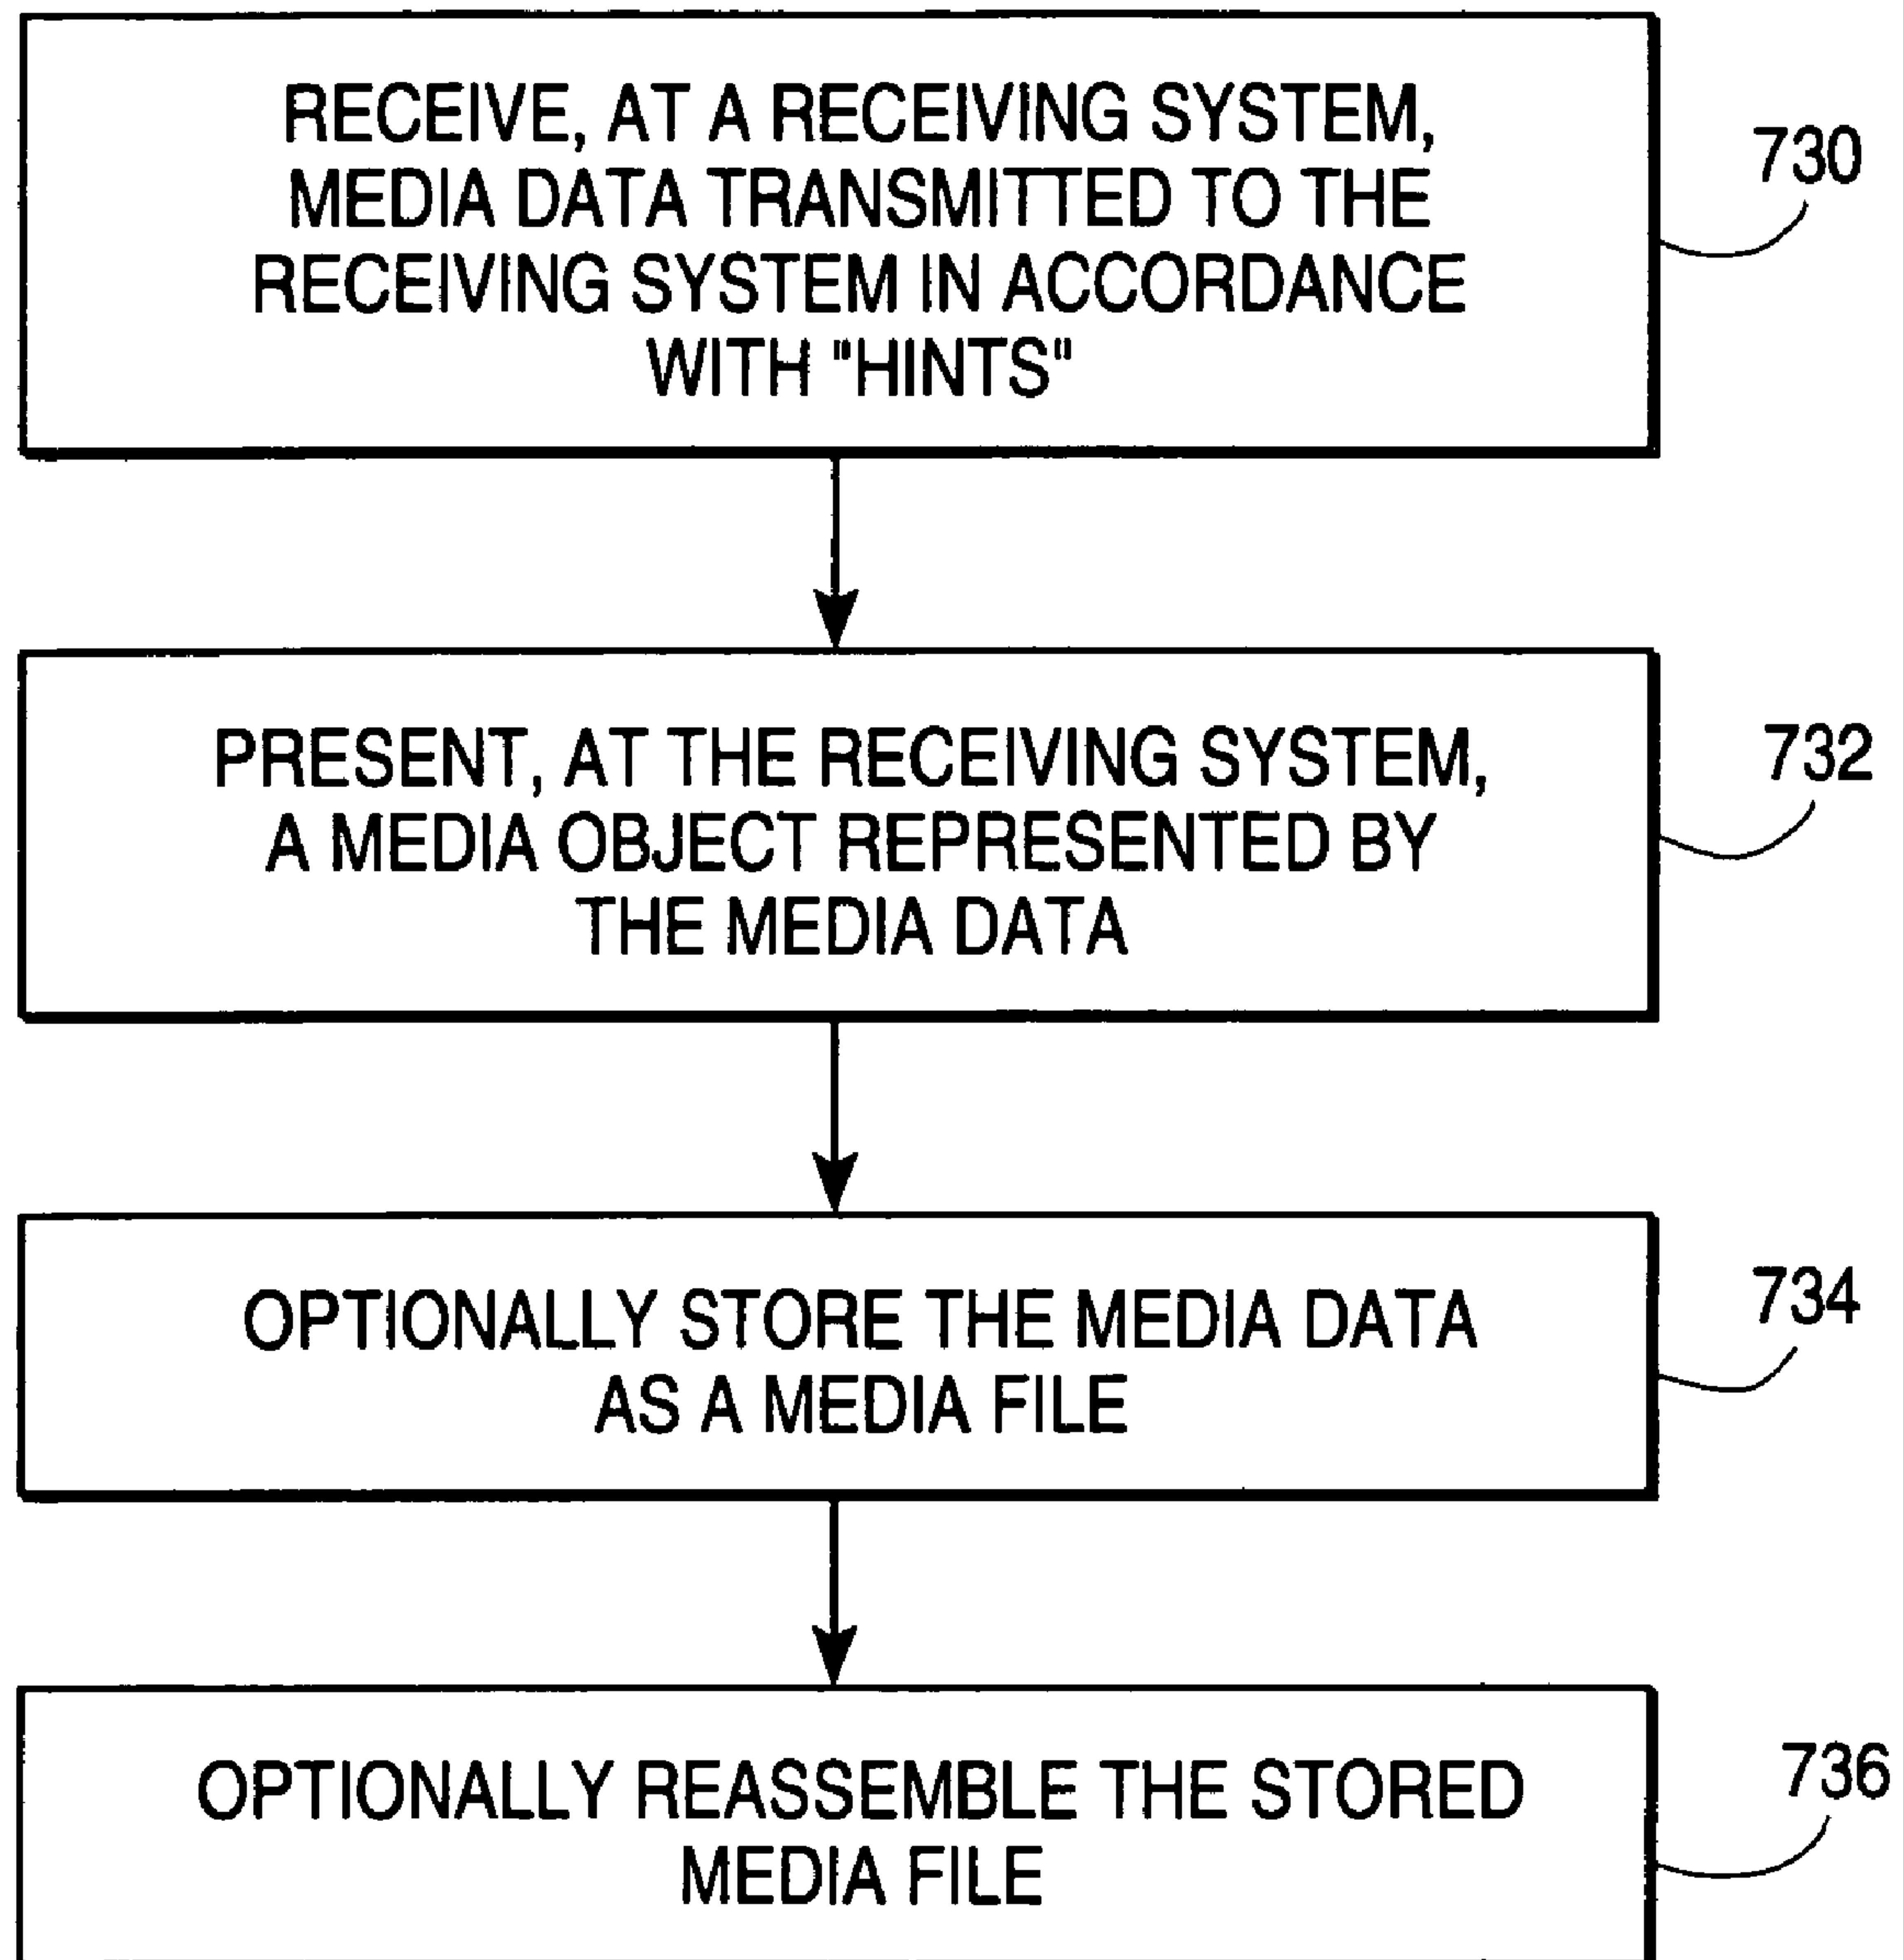 RECEIVE, AT A RECEIVING SYSTEM,
MEDIA DATA TRANSMITTED TO THE
RECEIVING SYSTEM IN ACCORDANCE
WITH "HINTS"
730
PRESENT, AT THE RECEIVING SYSTEM,
A MEDIA OBJECT REPRESENTED BY
THE MEDIA DATA
732
OPTIONALLY STORE THE MEDIA DATA
AS A MEDIA FILE
734
OPTIONALLY REASSEMBLE THE STORED
MEDIA FILE
736